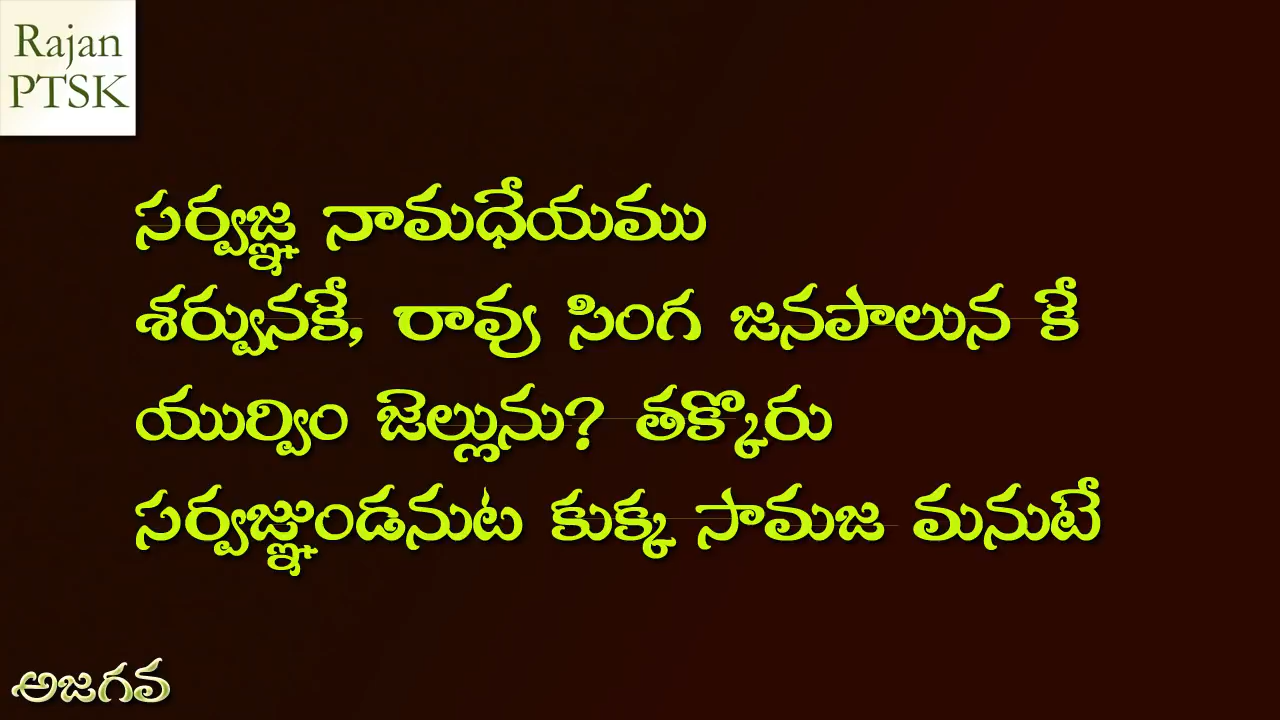 Rajan
PTSK
సర్వజ్ఞ నామధేయము
శర్వునకే, రావు సింగ జనపాలున కే
యుర్విం జెల్లును? తక్కొరు
సర్వజ్ఞుండనుట కుక్క సామజ మనుటే
అజగవ